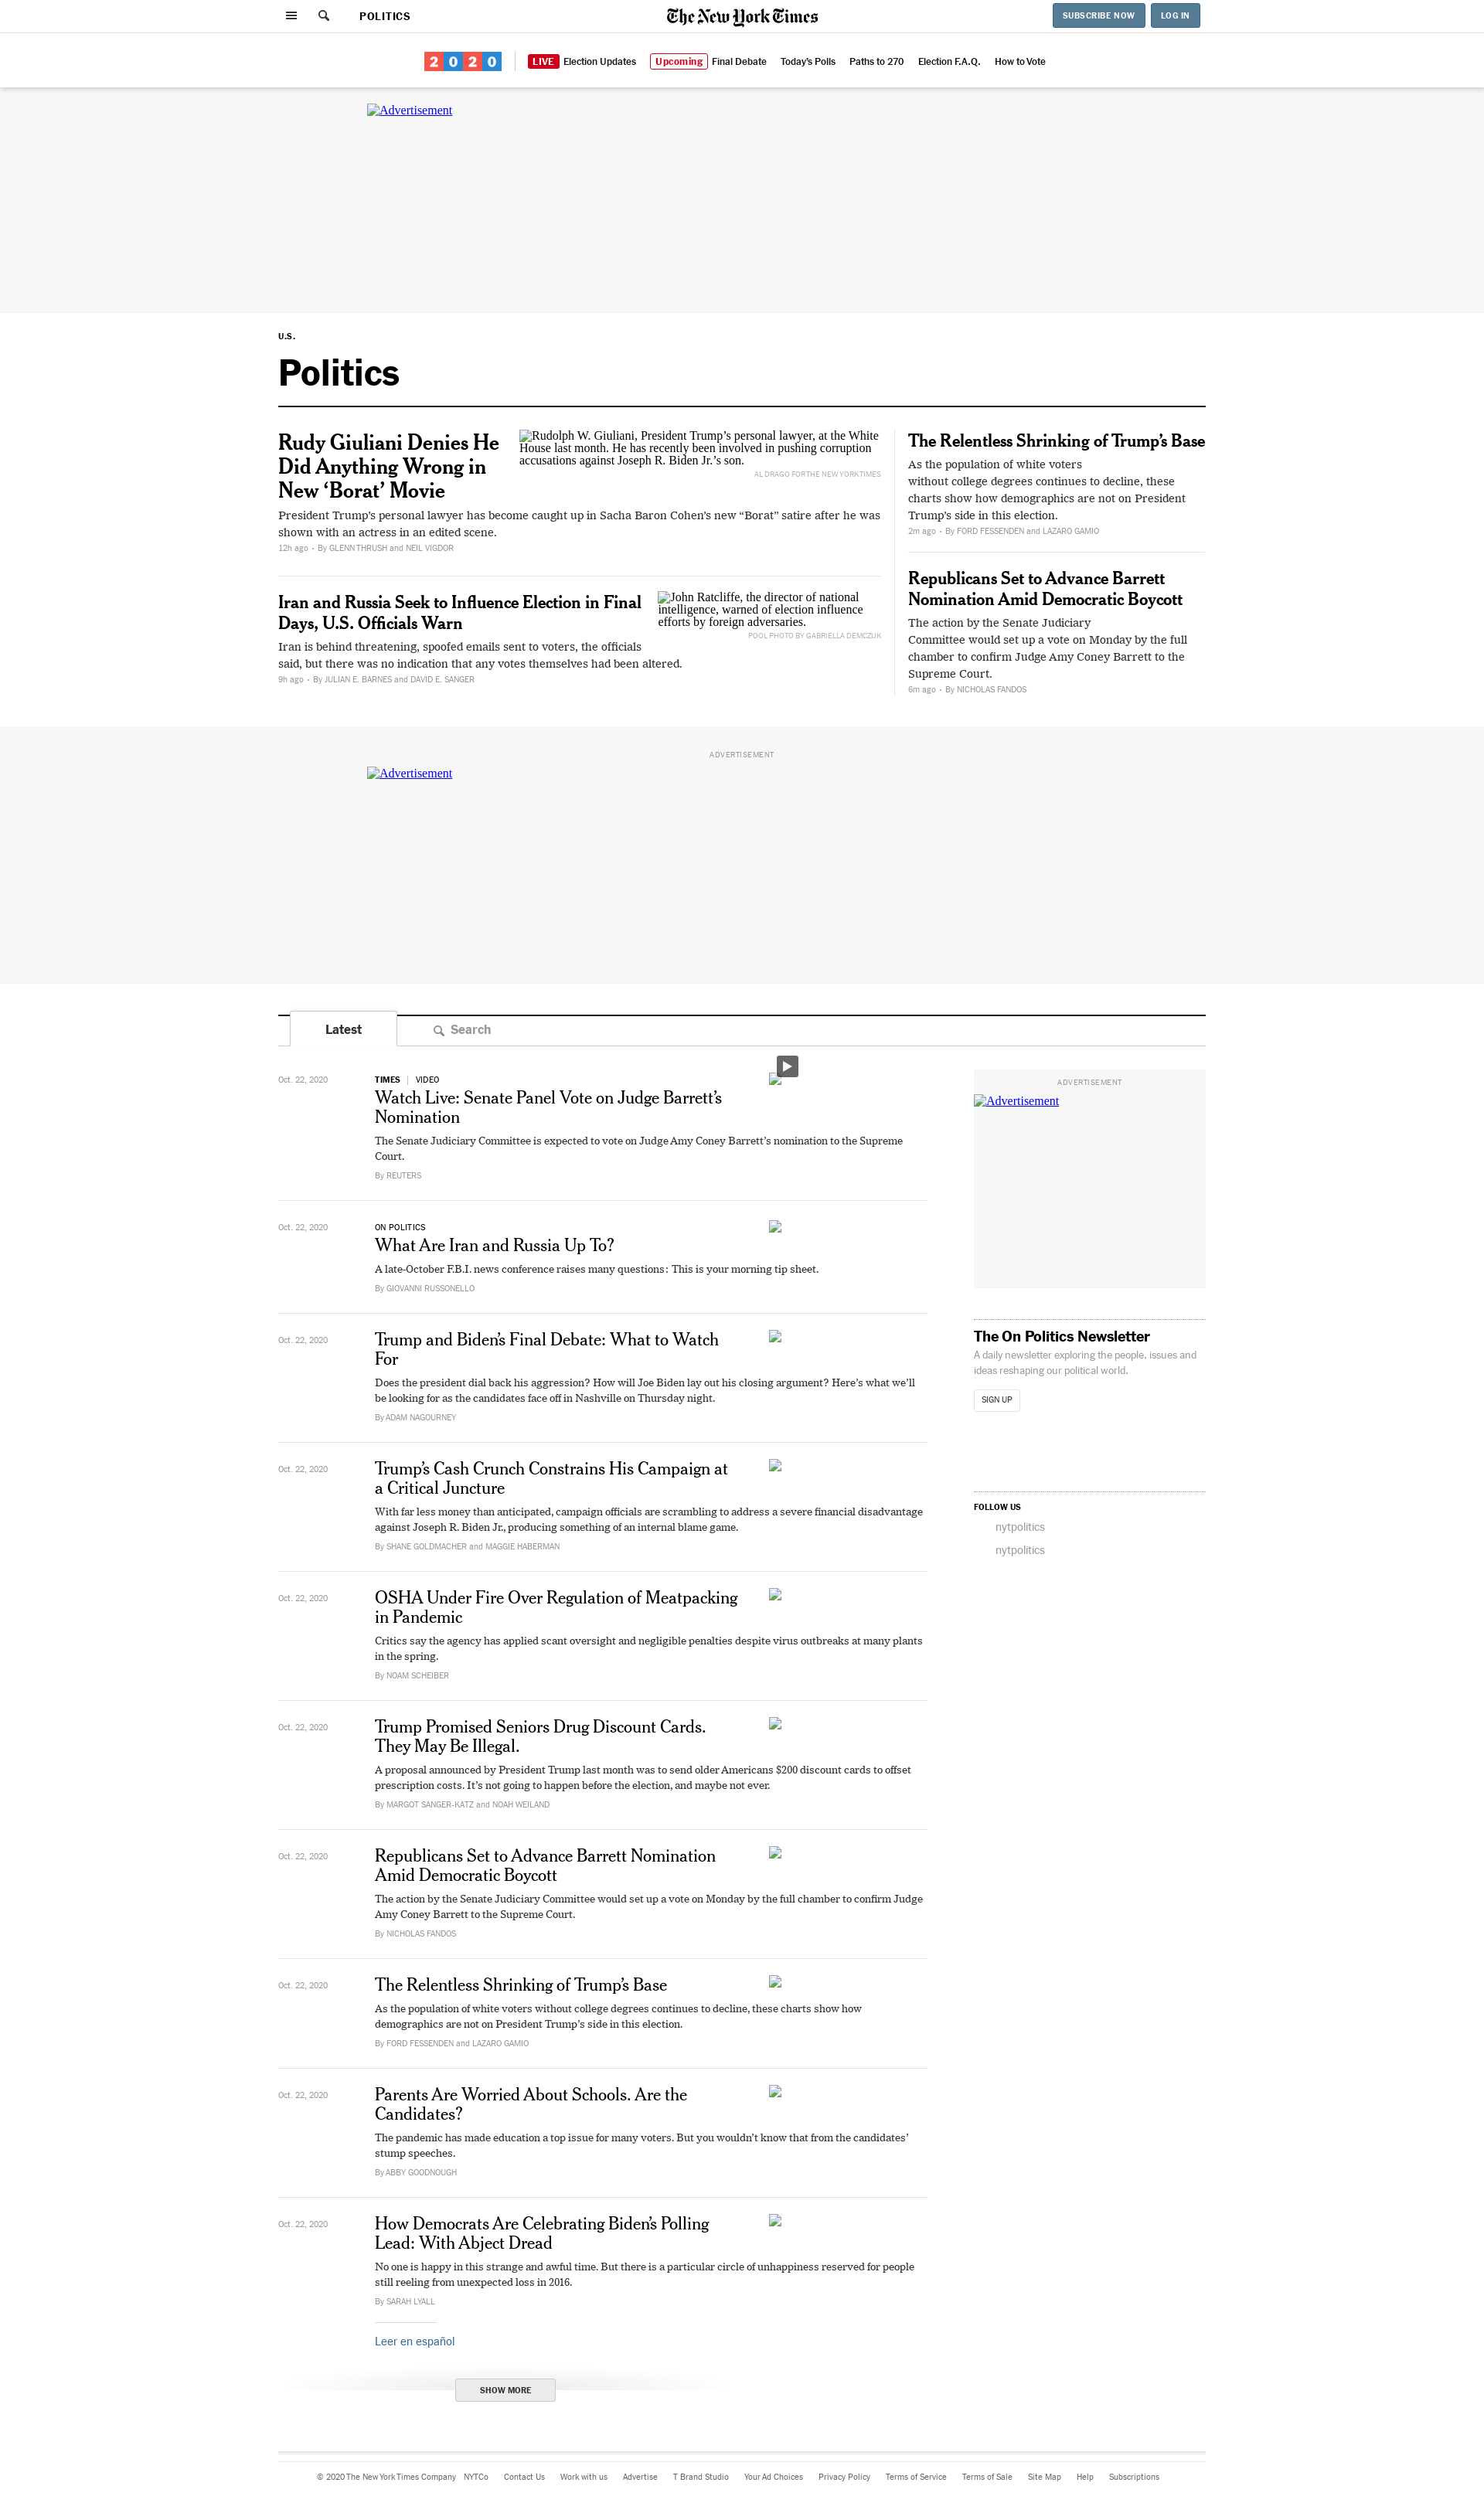 POLITICS
The New York Times
SUBSCRIBE NOW
LOG IN
2020
LIVE Election Updates
Upcoming Final Debate
Today's Polls
Paths to 270
Election F.A.Q.
How to Vote
Advertisement
U.S.
Politics
Rudy Giuliani Denies He
Did Anything Wrong in
New ‘Borat’ Movie
Rudolph W. Giuliani, President Trump’s personal lawyer, at the White
House last month. He has recently been involved in pushing corruption
accusations against Joseph R. Biden Jr.’s son.
AL DRAGO FOR THE NEW YORK TIMES
President Trump’s personal lawyer has become caught up in Sacha Baron Cohen’s new “Borat” satire after he was
shown with an actress in an edited scene.
12h ago • By GLENN THRUSH and NEIL VIGDOR
Iran and Russia Seek to Influence Election in Final
Days, U.S. Officials Warn
John Ratcliffe, the director of national
intelligence, warned of election influence
efforts by foreign adversaries.
POOL PHOTO BY GABRIELLA DEMCZUK
Iran is behind threatening, spoofed emails sent to voters, the officials
said, but there was no indication that any votes themselves had been altered.
9h ago • By JULIAN E. BARNES and DAVID E. SANGER
The Relentless Shrinking of Trump’s Base
As the population of white voters
without college degrees continues to decline, these
charts show how demographics are not on President
Trump’s side in this election.
2m ago • By FORD FESSENDEN and LAZARO GAMIO
Republicans Set to Advance Barrett
Nomination Amid Democratic Boycott
The action by the Senate Judiciary
Committee would set up a vote on Monday by the full
chamber to confirm Judge Amy Coney Barrett to the
Supreme Court.
6m ago • By NICHOLAS FANDOS
ADVERTISEMENT
Advertisement
Latest
Search
Oct. 22, 2020
TIMES | VIDEO
Watch Live: Senate Panel Vote on Judge Barrett’s
Nomination
The Senate Judiciary Committee is expected to vote on Judge Amy Coney Barrett’s nomination to the Supreme
Court.
By REUTERS
Oct. 22, 2020
ON POLITICS
What Are Iran and Russia Up To?
A late-October F.B.I. news conference raises many questions: This is your morning tip sheet.
By GIOVANNI RUSSONELLO
Oct. 22, 2020
Trump and Biden’s Final Debate: What to Watch
For
Does the president dial back his aggression? How will Joe Biden lay out his closing argument? Here’s what we’ll
be looking for as the candidates face off in Nashville on Thursday night.
By ADAM NAGOURNEY
Oct. 22, 2020
Trump’s Cash Crunch Constrains His Campaign at
a Critical Juncture
With far less money than anticipated, campaign officials are scrambling to address a severe financial disadvantage
against Joseph R. Biden Jr., producing something of an internal blame game.
By SHANE GOLDMACHER and MAGGIE HABERMAN
Oct. 22, 2020
OSHA Under Fire Over Regulation of Meatpacking
in Pandemic
Critics say the agency has applied scant oversight and negligible penalties despite virus outbreaks at many plants
in the spring.
By NOAM SCHEIBER
Oct. 22, 2020
Trump Promised Seniors Drug Discount Cards.
They May Be Illegal.
A proposal announced by President Trump last month was to send older Americans $200 discount cards to offset
prescription costs. It’s not going to happen before the election, and maybe not ever.
By MARGOT SANGER-KATZ and NOAH WEILAND
Oct. 22, 2020
Republicans Set to Advance Barrett Nomination
Amid Democratic Boycott
The action by the Senate Judiciary Committee would set up a vote on Monday by the full chamber to confirm Judge
Amy Coney Barrett to the Supreme Court.
By NICHOLAS FANDOS
Oct. 22, 2020
The Relentless Shrinking of Trump’s Base
As the population of white voters without college degrees continues to decline, these charts show how
demographics are not on President Trump’s side in this election.
By FORD FESSENDEN and LAZARO GAMIO
Oct. 22, 2020
Parents Are Worried About Schools. Are the
Candidates?
The pandemic has made education a top issue for many voters. But you wouldn’t know that from the candidates’
stump speeches.
By ABBY GOODNOUGH
Oct. 22, 2020
How Democrats Are Celebrating Biden’s Polling
Lead: With Abject Dread
No one is happy in this strange and awful time. But there is a particular circle of unhappiness reserved for people
still reeling from unexpected loss in 2016.
By SARAH LYALL
Leer en español
SHOW MORE
ADVERTISEMENT
Advertisement
The On Politics Newsletter
A daily newsletter exploring the people, issues and
ideas reshaping our political world.
SIGN UP
FOLLOW US
nytpolitics
nytpolitics
© 2020 The New York Times Company
NYTCo
Contact Us
Work with us
Advertise
T Brand Studio
Your Ad Choices
Privacy Policy
Terms of Service
Terms of Sale
Site Map
Help
Subscriptions